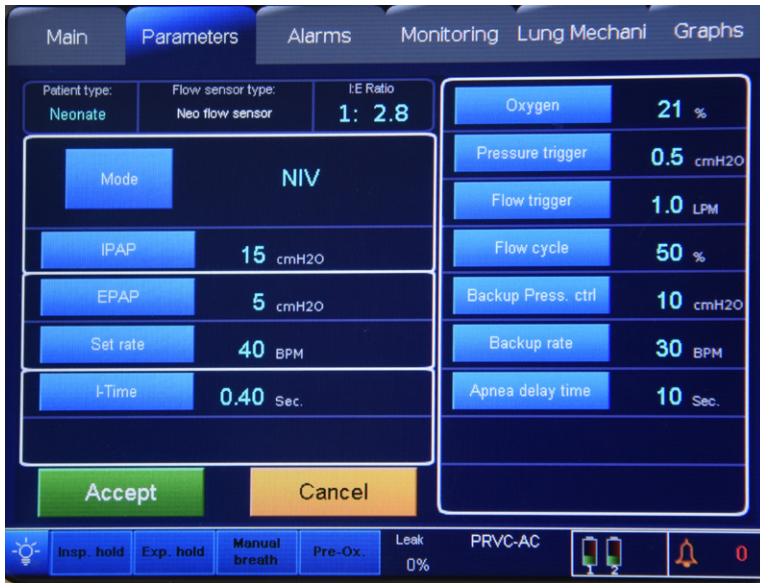 Main Parameters Alarms Monitoring Lung Mechani Graphs
Patient type: Flow sensor type: I:E Ratio
Neonate Neo flow sensor 1: 2.8
Mode NIV
IPAP 15 cmH2O
EPAP 5 cmH2O
Set rate 40 BPM
I-Time 0.40 Sec.
Accept Cancel
Oxygen 21 %
Pressure trigger 0.5 cmH2O
Flow trigger 1.0 LPM
Flow cycle 50 %
Backup Press. ctrl 10 cmH2O
Backup rate 30 BPM
Apnea delay time 10 Sec.
Insp. hold Exp. hold Manual breath Pre-Ox. Leak 0% PRVC-AC 1 2 0